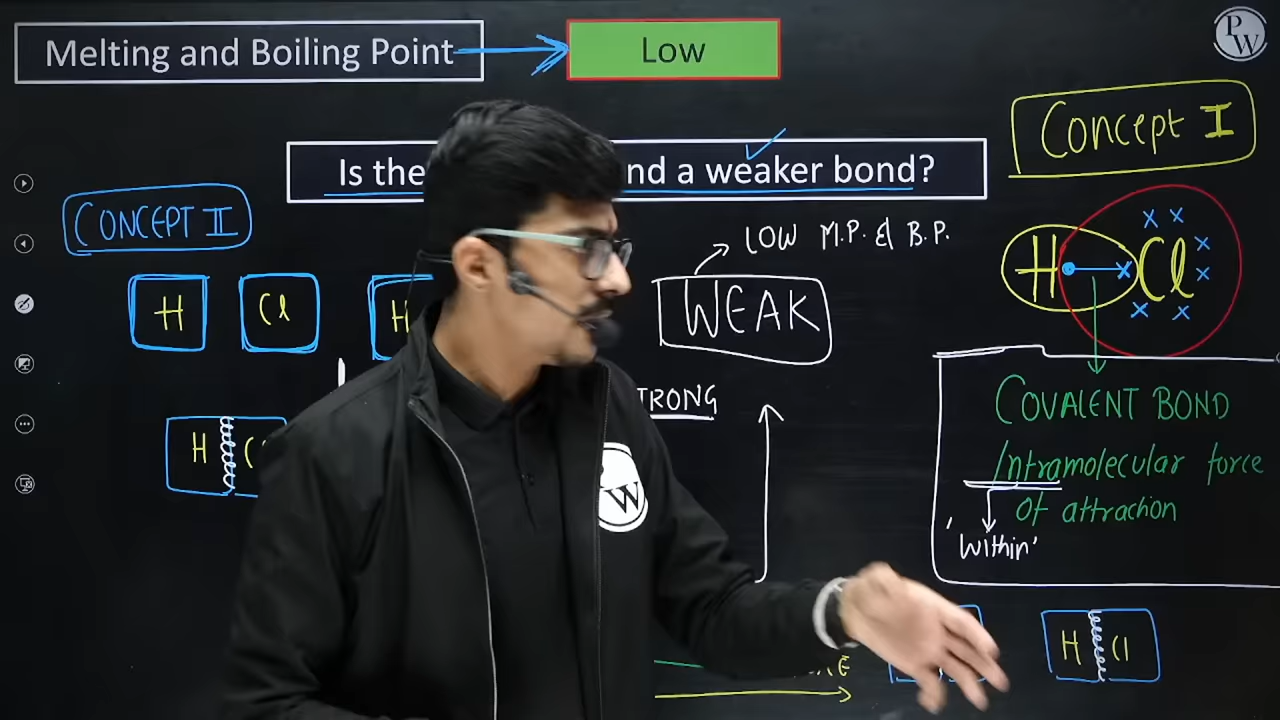 Melting and Boiling Point
Low
PW
Concept I
Is the nd a weaker bond?
CONCEPT II
LOW M.P. & B.P.
H Cl H
WEAK
H Cl
TRONG
COVALENT BOND
Intramolecular force
of attraction
'Within'
H C
W
H Cl